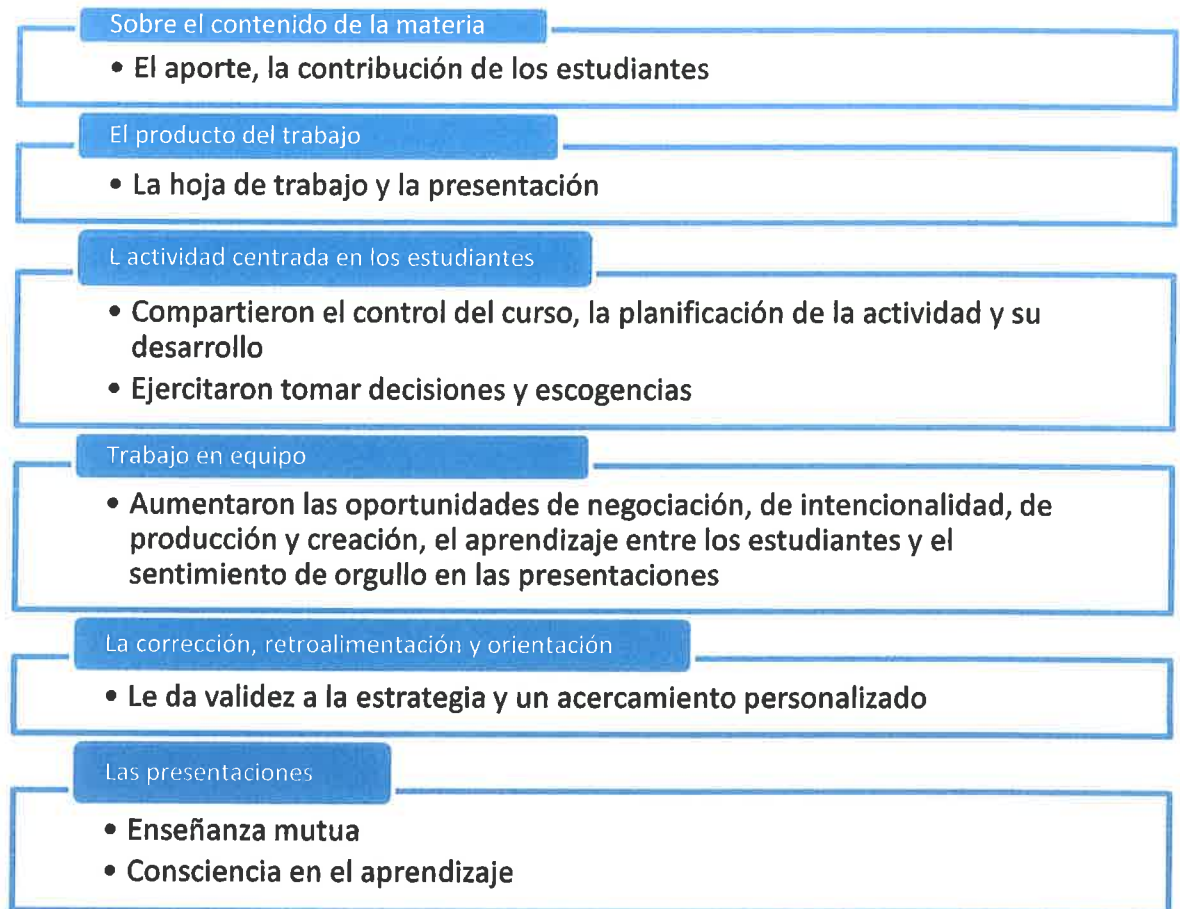 Sobre el contenido de la materia
• El aporte, la contribución de los estudiantes
El producto del trabajo
• La hoja de trabajo y la presentación
L actividad centrada en los estudiantes
• Compartieron el control del curso, la planificación de la actividad y su
desarrollo
• Ejercitaron tomar decisiones y escogencias
Trabajo en equipo
• Aumentaron las oportunidades de negociación, de intencionalidad, de
producción y creación, el aprendizaje entre los estudiantes y el
sentimiento de orgullo en las presentaciones
La corrección, retroalimentación y orientación
• Le da validez a la estrategia y un acercamiento personalizado
Las presentaciones
• Enseñanza mutua
• Consciencia en el aprendizaje